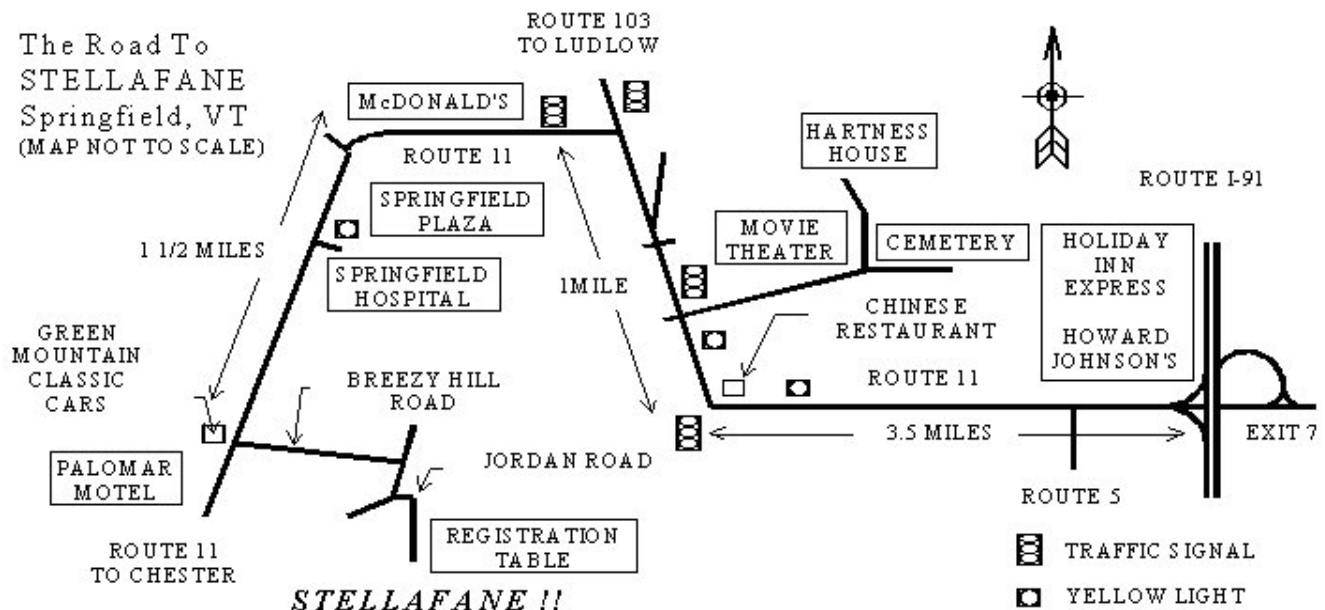 The Road To
STELLAFANE
Springfield, VT
(MAP NOT TO SCALE)
ROUTE 103
TO LUDLOW
McDONALD'S
ROUTE 11
HARTNESS
HOUSE
ROUTE I-91
SPRINGFIELD
PLAZA
1 1/2 MILES
SPRINGFIELD
HOSPITAL
1MILE
MOVIE
THEATER
CEMETERY
HOLIDAY
INN
EXPRESS
HOWARD
JOHNSON'S
CHINESE
RESTAURANT
GREEN
MOUNTAIN
CLASSIC
CARS
BREEZY HILL
ROAD
ROUTE 11
3.5 MILES
EXIT 7
PALOMAR
MOTEL
JORDAN ROAD
ROUTE 5
ROUTE 11
TO CHESTER
REGISTRATION
TABLE
TRAFFIC SIGNAL
YELLOW LIGHT
STELLAFANE !!